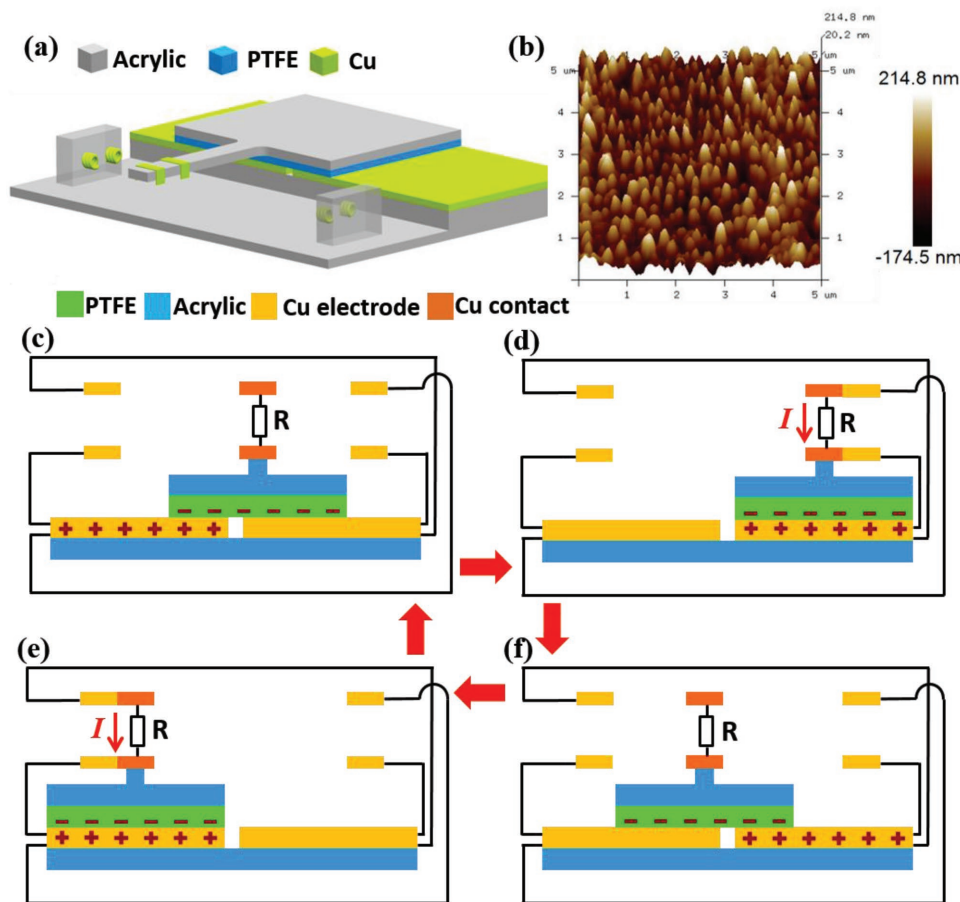 (a)
Acrylic PTFE Cu
(b)
214.8 nm
20.2 nm
5 um
5 um
5 um
4
3
2
1
4
3
2
1
1 2 3 4 5 um
214.8 nm
-174.5 nm
PTFE Acrylic Cu electrode Cu contact
(c)
R
- - - - - -
+ + + + + +
(d)
I R
- - - - - -
+ + + + + +
(e)
I R
- - - - - -
+ + + + + +
(f)
R
- - - - - -
+ + + + + +